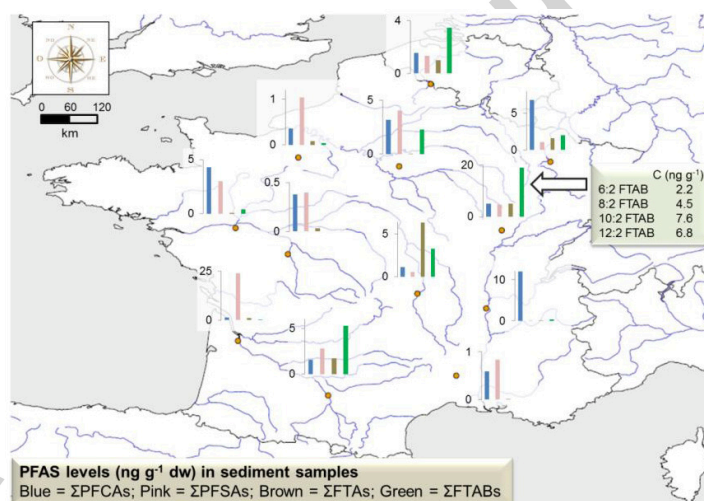 N
O
E
S
0 60 120
km
4
0
1
0
5
0
5
0
20
0
C (ng g⁻¹)
6:2 FTAB 2.2
8:2 FTAB 4.5
10:2 FTAB 7.6
12:2 FTAB 6.8
5
0
0.5
0
5
0
25
0
10
0
5
0
1
0
PFAS levels (ng g⁻¹ dw) in sediment samples
Blue = ΣPFCAs; Pink = ΣPFSAs; Brown = ΣFTAs; Green = ΣFTABs